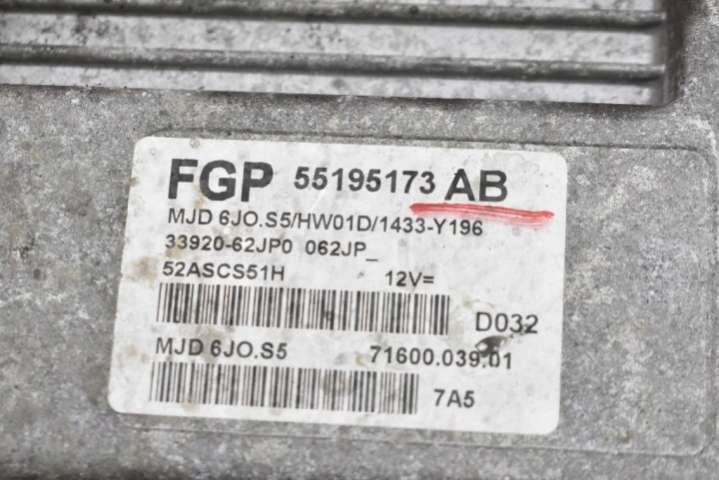 FGP 55195173 AB
MJD 6JO.S5/HW01D/1433-Y196
33920-62JP0 062JP_
52ASCS51H 12V=
D032
MJD 6JO.S5 71600.039.01
7A5